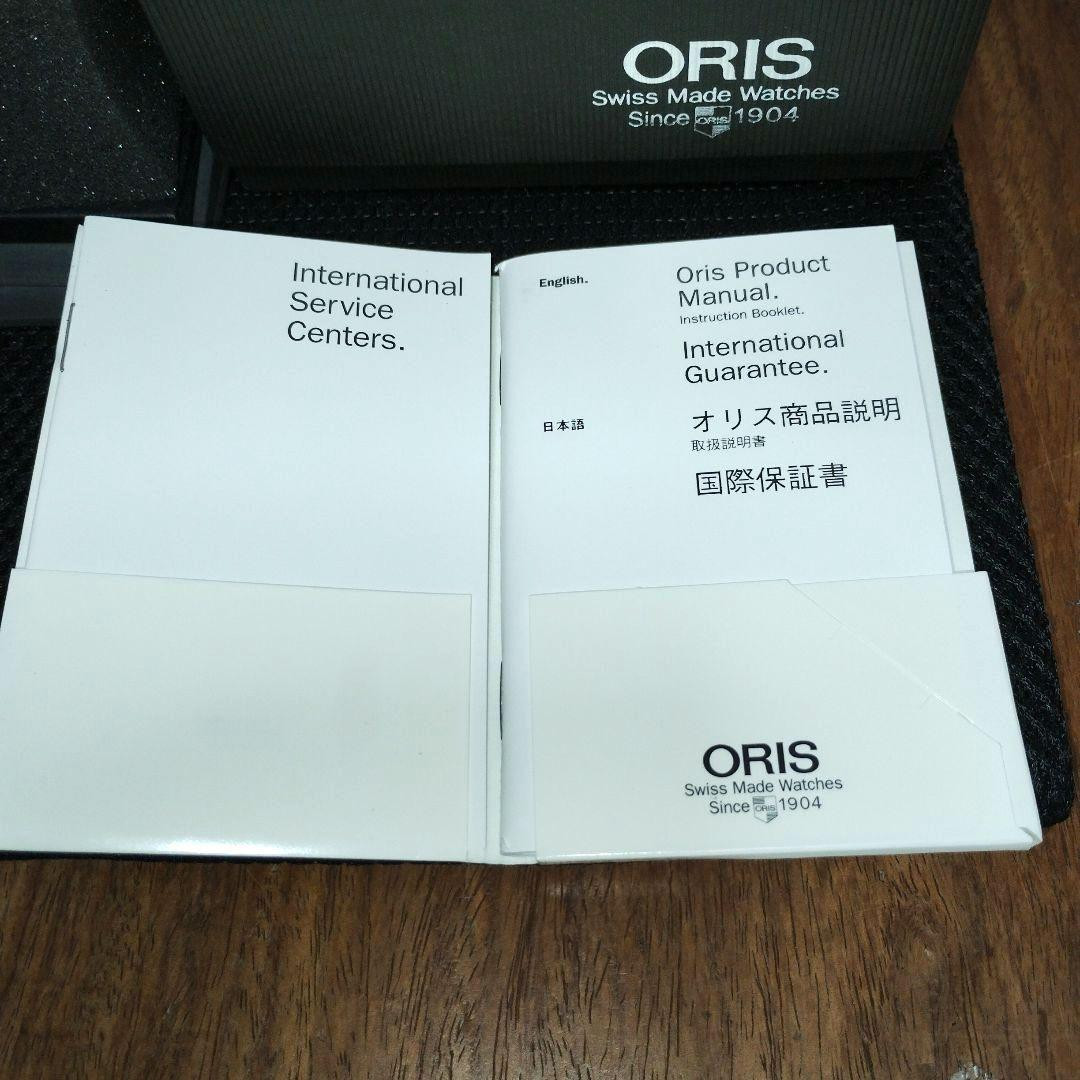 ORIS
Swiss Made Watches
Since ORIS 1904
International
Service
Centers.
English.
Oris Product
Manual.
Instruction Booklet.
International
Guarantee.
日本語
オリス商品説明
取扱説明書
国際保証書
ORIS
Swiss Made Watches
Since ORIS 1904